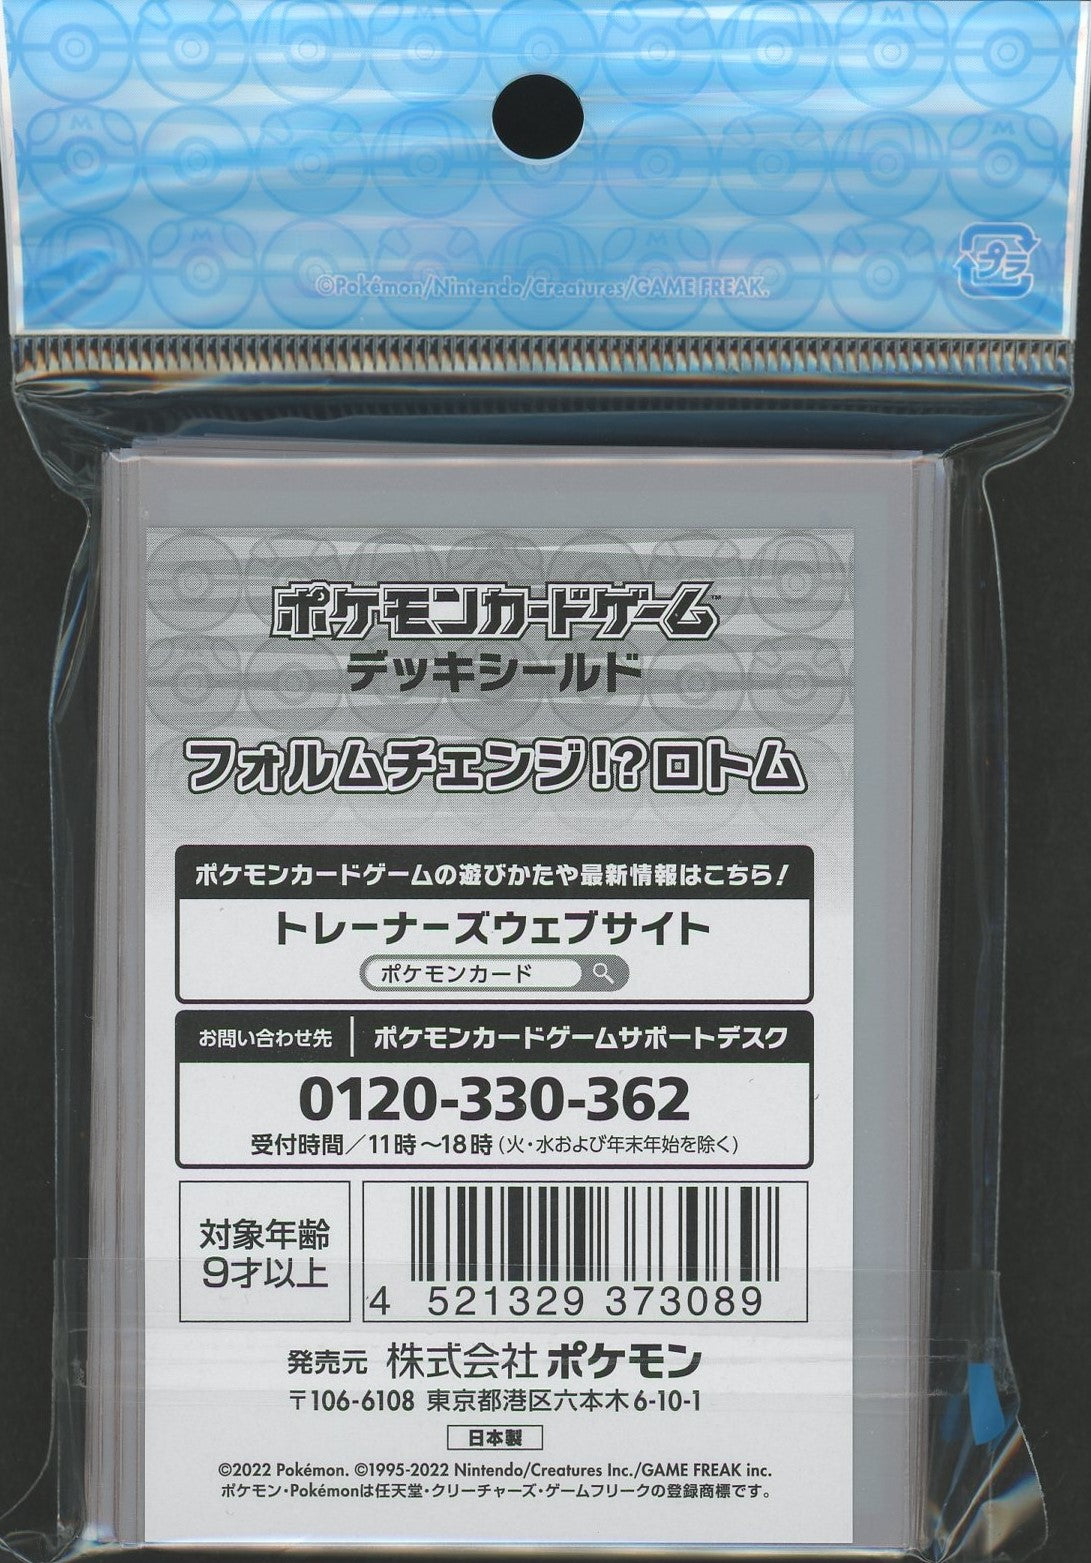 ©Pokémon/Nintendo/Creatures/GAME FREAK.
プラ
ポケモンカードゲーム™
デッキシールド
フォルムチェンジ!?ロトム
ポケモンカードゲームの遊びかたや最新情報はこちら!
トレーナーズウェブサイト
ポケモンカード
お問い合わせ先 ポケモンカードゲームサポートデスク
0120-330-362
受付時間/11時~18時(火・水および年末年始を除く)
対象年齢
9才以上
4 521329 373089
発売元 株式会社ポケモン
〒106-6108 東京都港区六本木6-10-1
日本製
©2022 Pokémon. ©1995-2022 Nintendo/Creatures Inc./GAME FREAK inc.
ポケモン・Pokémonは任天堂・クリーチャーズ・ゲームフリークの登録商標です。